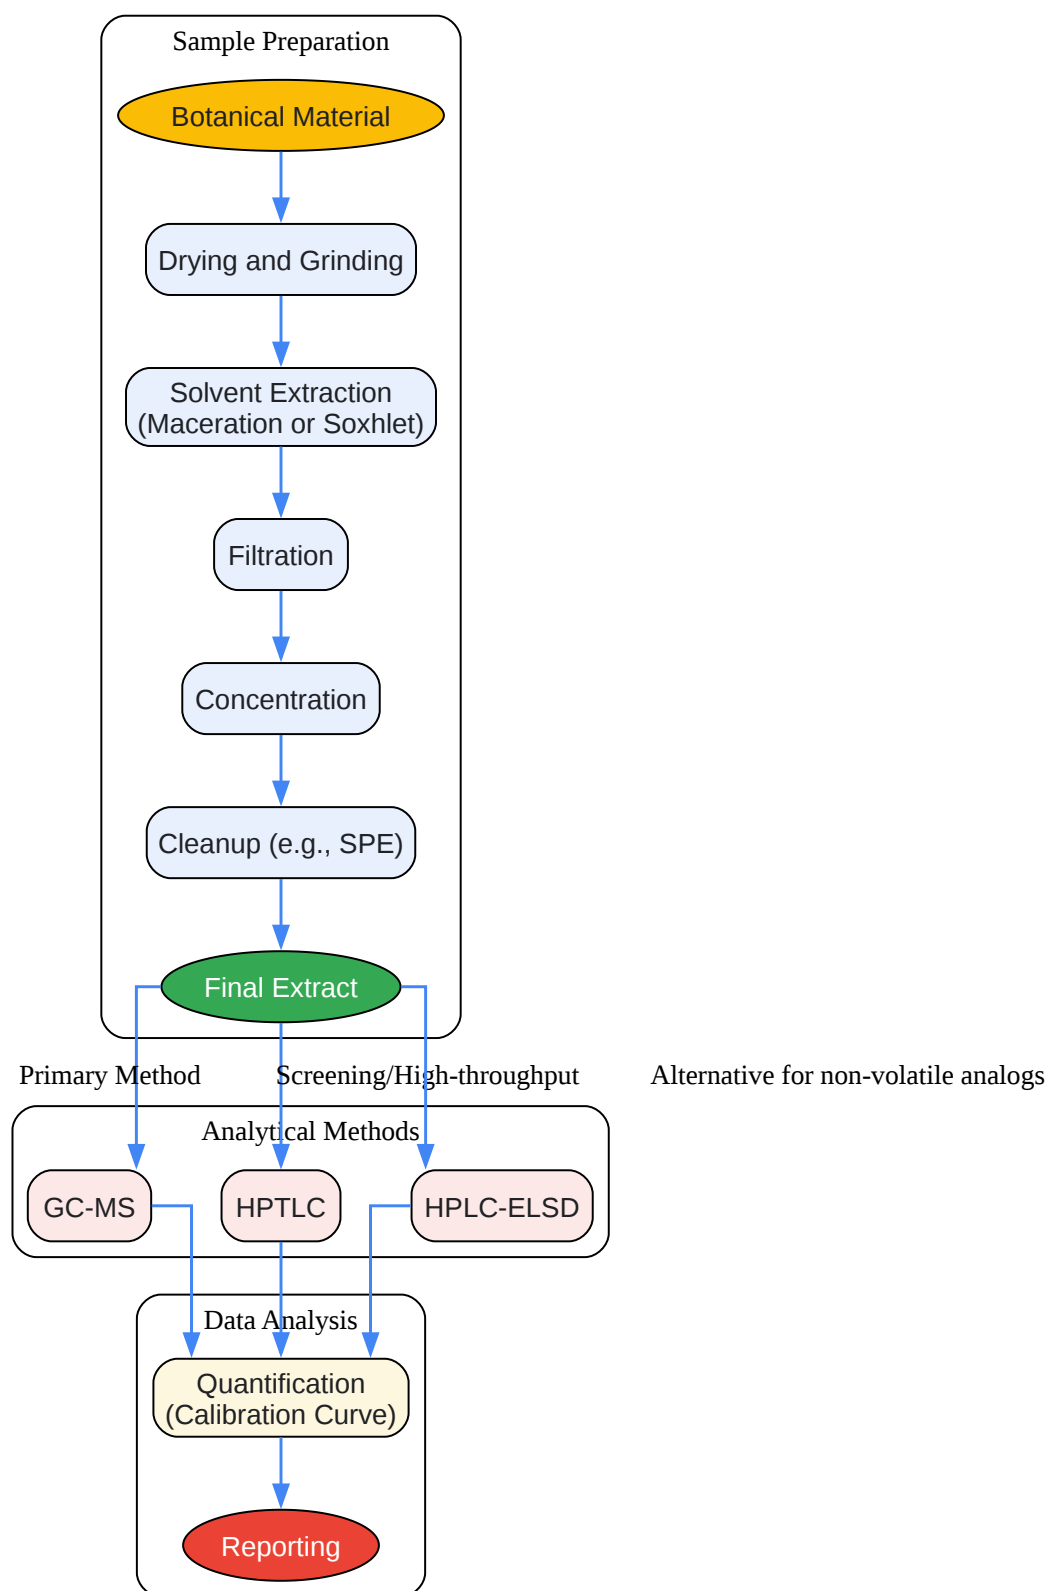 Sample Preparation
Botanical Material
Drying and Grinding
Solvent Extraction
(Maceration or Soxhlet)
Filtration
Concentration
Cleanup (e.g., SPE)
Final Extract
Primary Method
Screening/High-throughput
Alternative for non-volatile analogs
Analytical Methods
GC-MS
HPTLC
HPLC-ELSD
Data Analysis
Quantification
(Calibration Curve)
Reporting